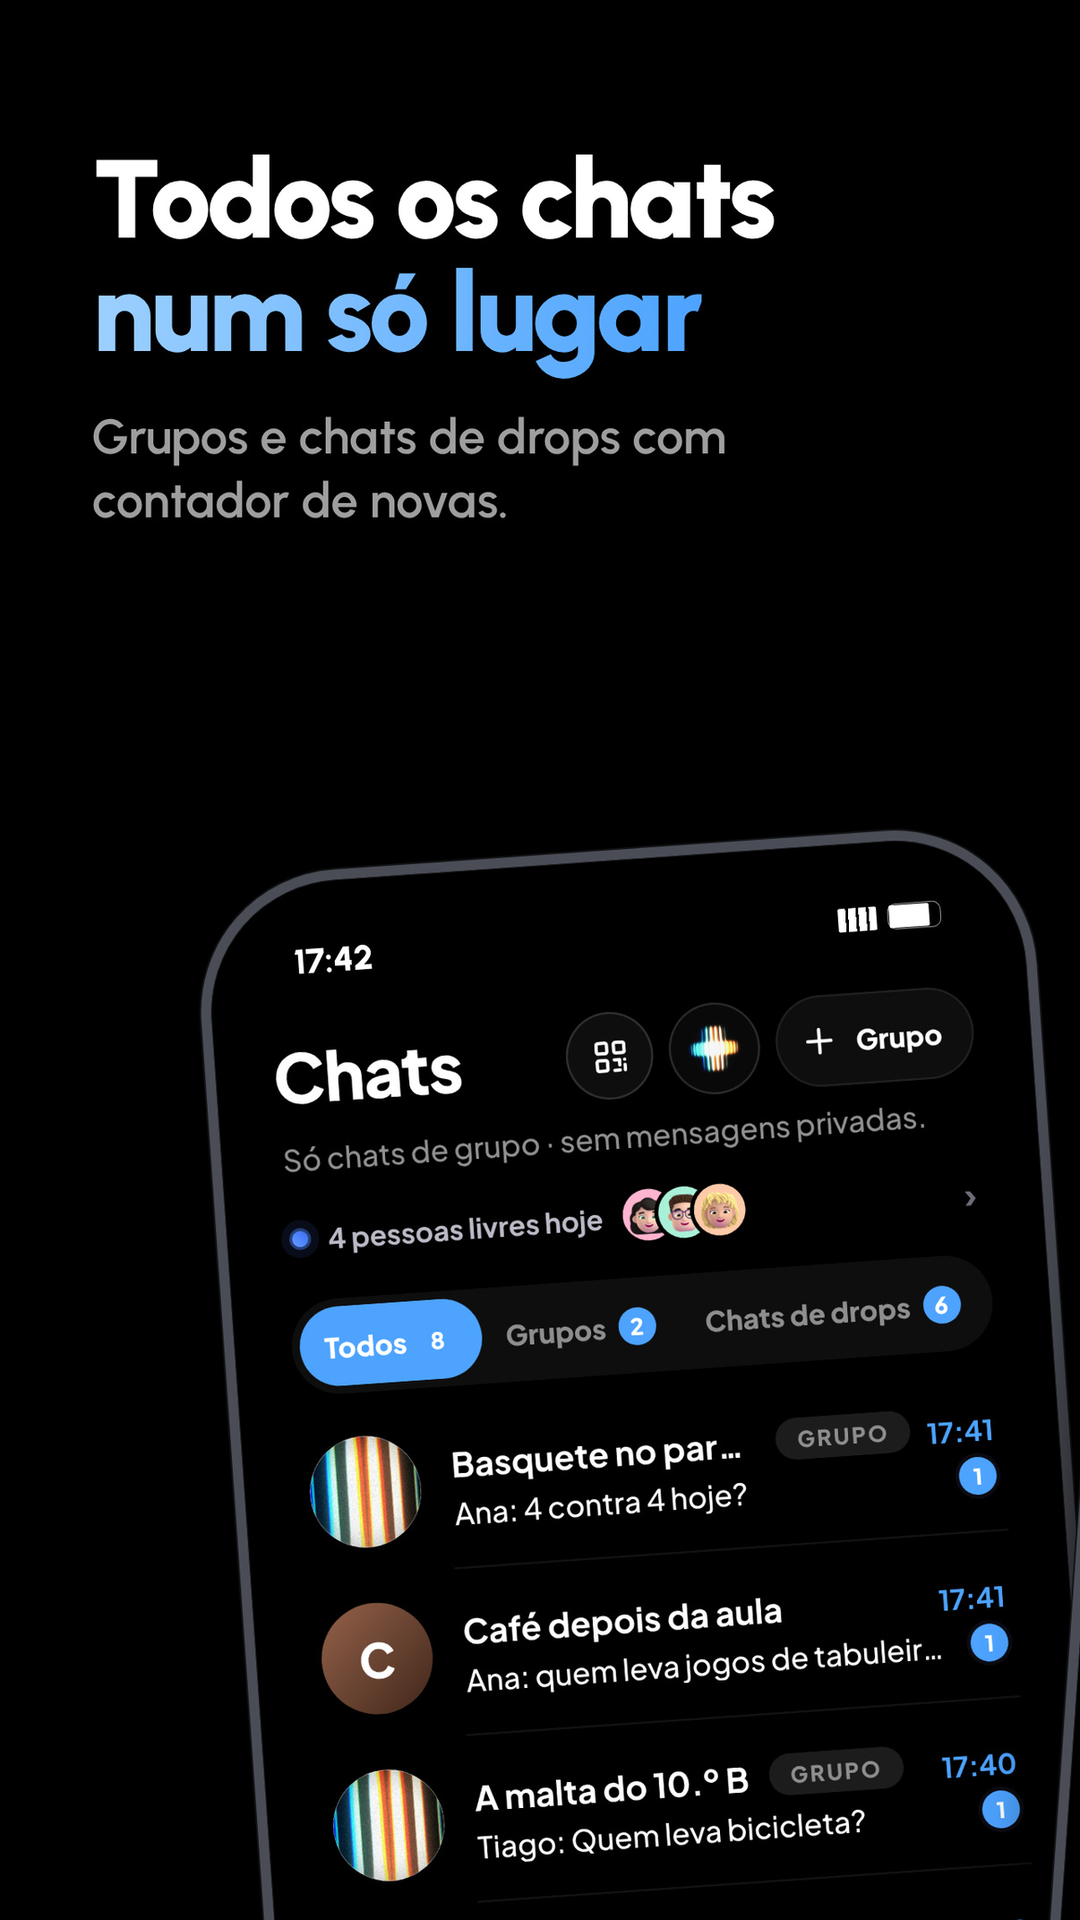 Todos os chats
num só lugar
Grupos e chats de drops com
contador de novas.
17:42
Chats
Grupo
Só chats de grupo · sem mensagens privadas.
4 pessoas livres hoje
Todos 8 Grupos 2 Chats de drops 6
Basquete no par... GRUPO 17:41
Ana: 4 contra 4 hoje? 1
Café depois da aula 17:41
C
Ana: quem leva jogos de tabuleir... 1
A malta do 10.º B GRUPO 17:40
Tiago: Quem leva bicicleta? 1